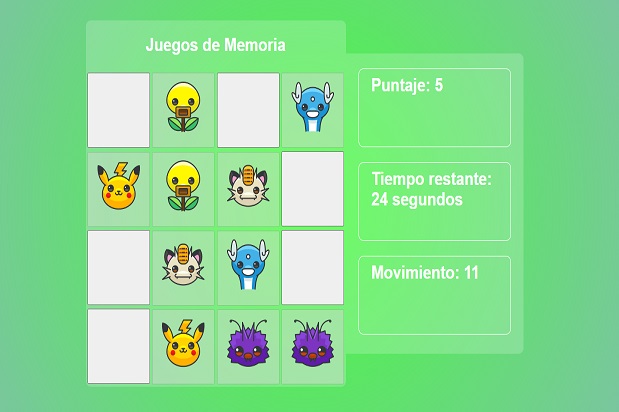 Juegos de Memoria
Puntaje: 5
Tiempo restante:
24 segundos
Movimiento: 11